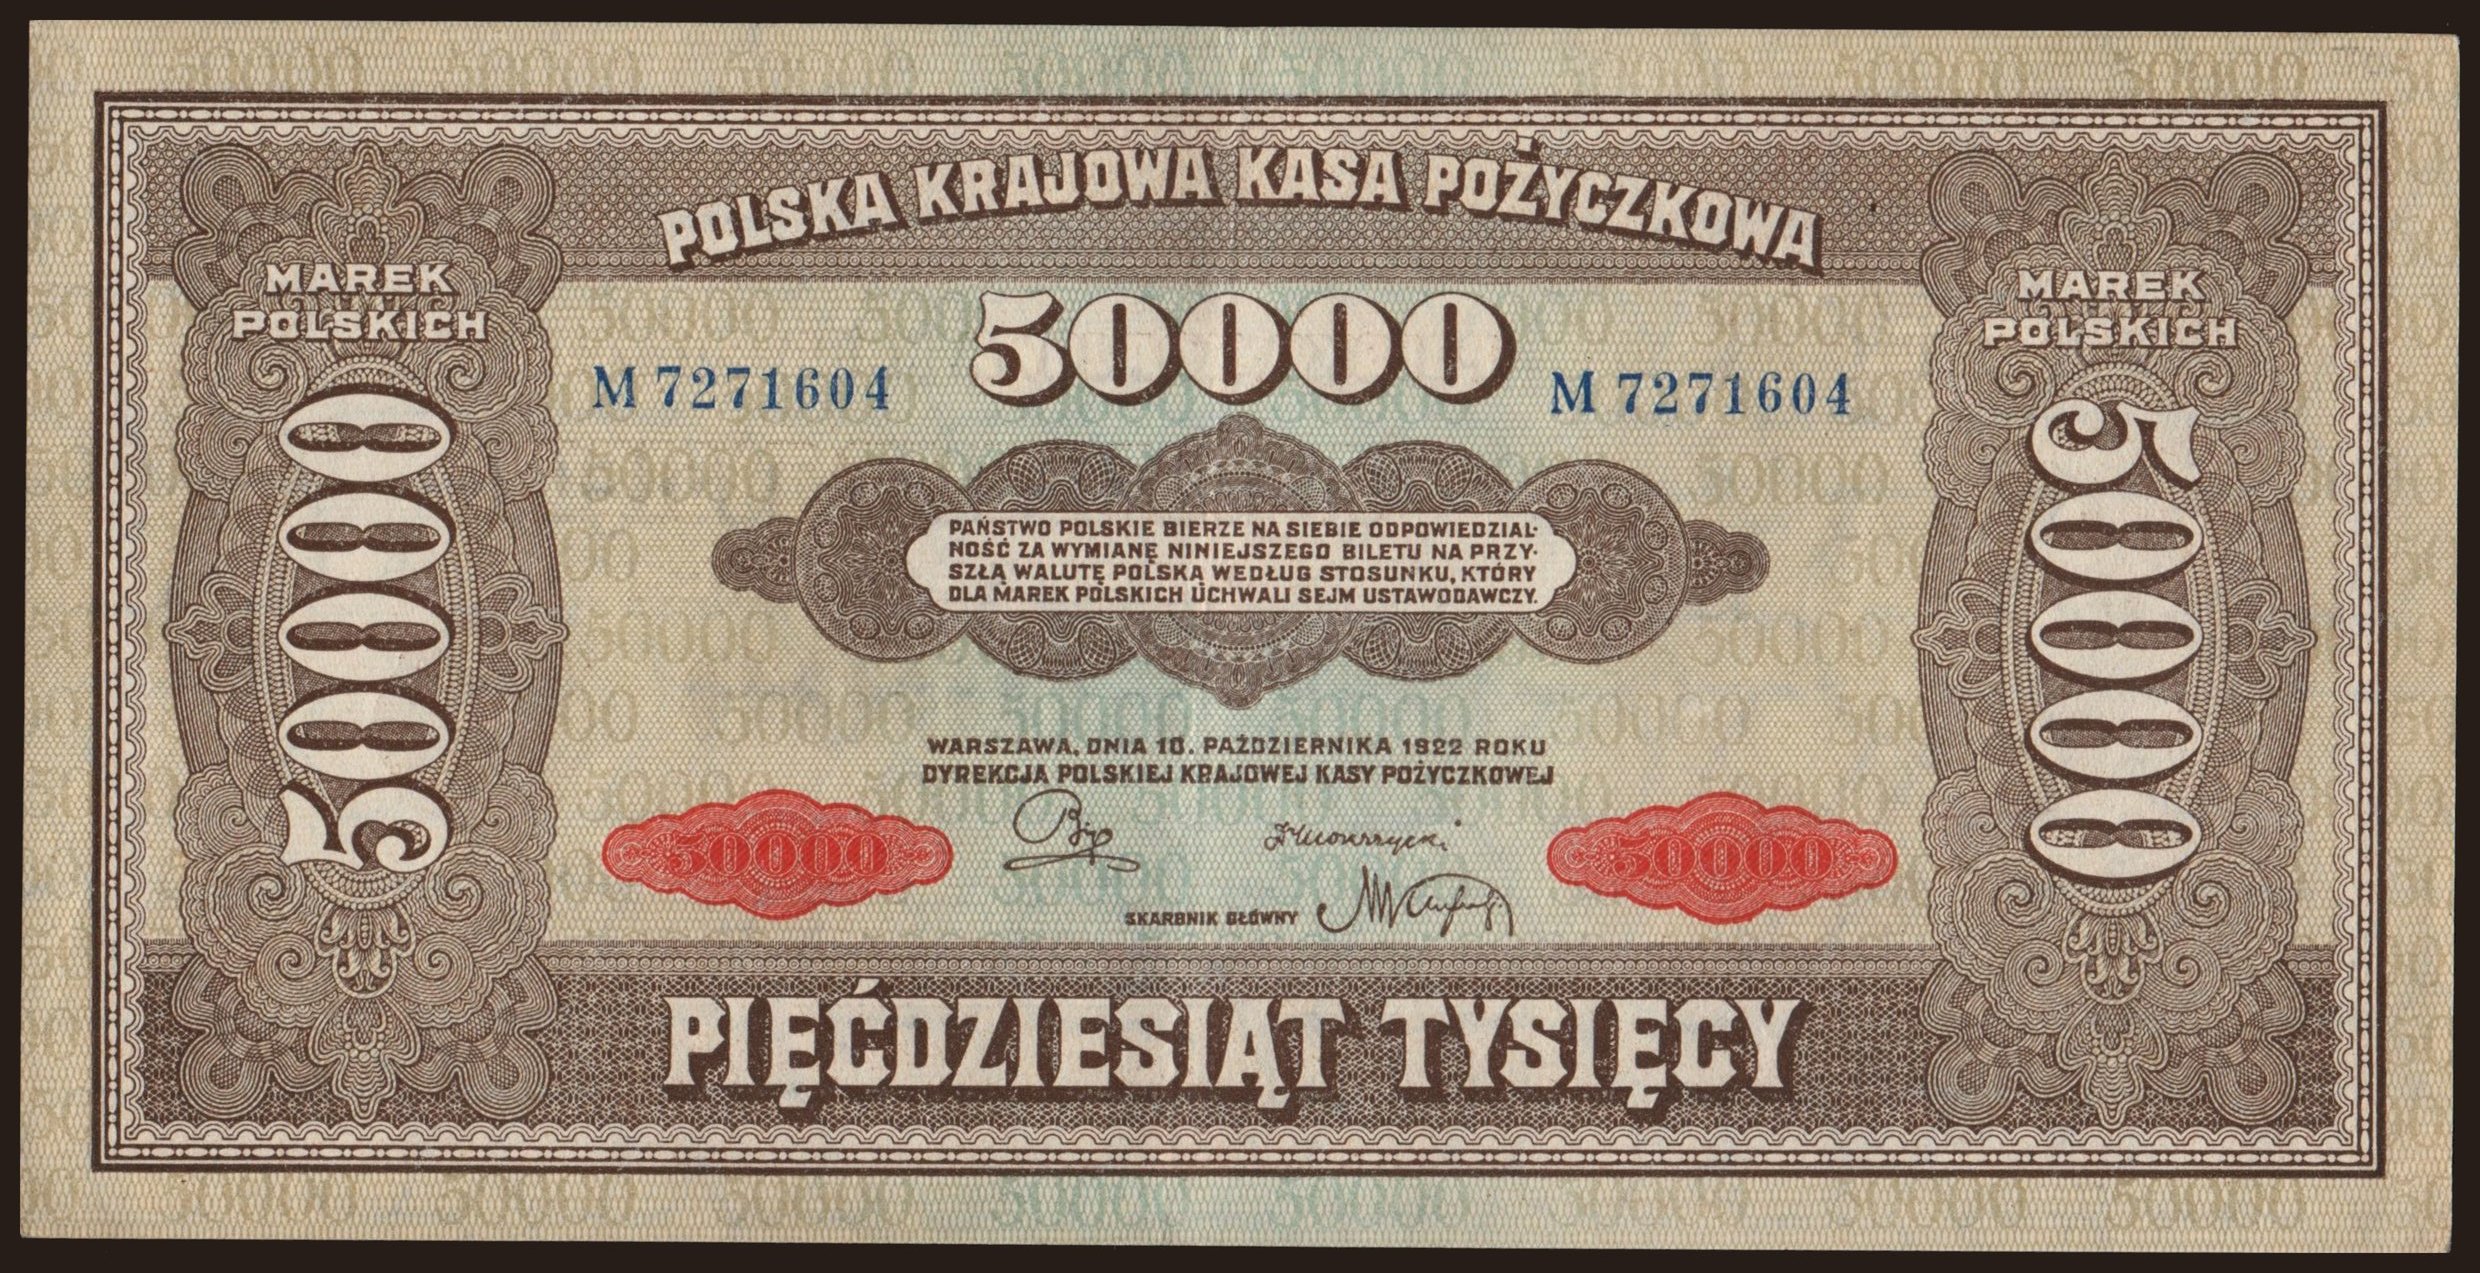 POLSKA KRAJOWA KASA POŻYCZKOWA
MAREK
POLSKICH
50000
MAREK
POLSKICH
M 7271604
M 7271604
50000
50000
PAŃSTWO POLSKIE BIERZE NA SIEBIE ODPOWIEDZIAL-
NOŚĆ ZA WYMIANĘ NINIEJSZEGO BILETU NA PRZY-
SZŁĄ WALUTĘ POLSKĄ WEDŁUG STOSUNKU, KTÓRY
DLA MAREK POLSKICH UCHWALI SEJM USTAWODAWCZY.
WARSZAWA, DNIA 10. PAŹDZIERNIKA 1922 ROKU
DYREKCJA POLSKIEJ KRAJOWEJ KASY POŻYCZKOWEJ
50000
50000
SKARBNIK GŁÓWNY
PIĘĆDZIESIĄT TYSIĘCY